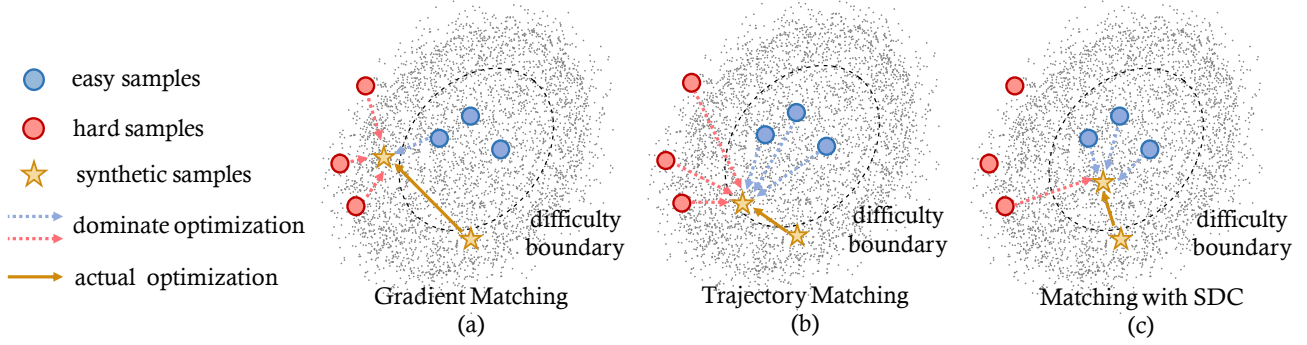 easy samples
hard samples
synthetic samples
dominate optimization
actual optimization
difficulty
boundary
Gradient Matching
(a)
difficulty
boundary
Trajectory Matching
(b)
difficulty
boundary
Matching with SDC
(c)